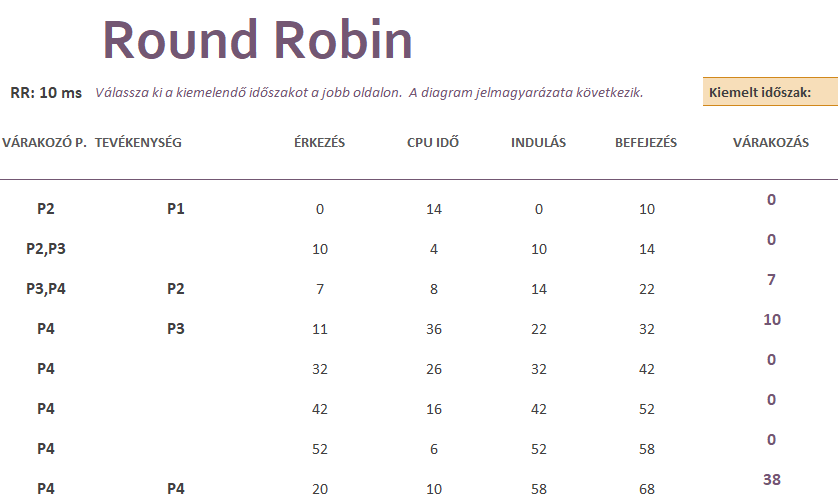 Round Robin
RR: 10 ms Válassza ki a kiemelendő időszakot a jobb oldalon. A diagram jelmagyarázata következik. Kiemelt időszak:
VÁRAKOZÓ P. TEVÉKENYSÉG ÉRKEZÉS CPU IDŐ INDULÁS BEFEJEZÉS VÁRAKOZÁS
P2 P1 0 14 0 10 0
P2,P3 10 4 10 14 0
P3,P4 P2 7 8 14 22 7
P4 P3 11 36 22 32 10
P4 32 26 32 42 0
P4 42 16 42 52 0
P4 52 6 52 58 0
P4 P4 20 10 58 68 38